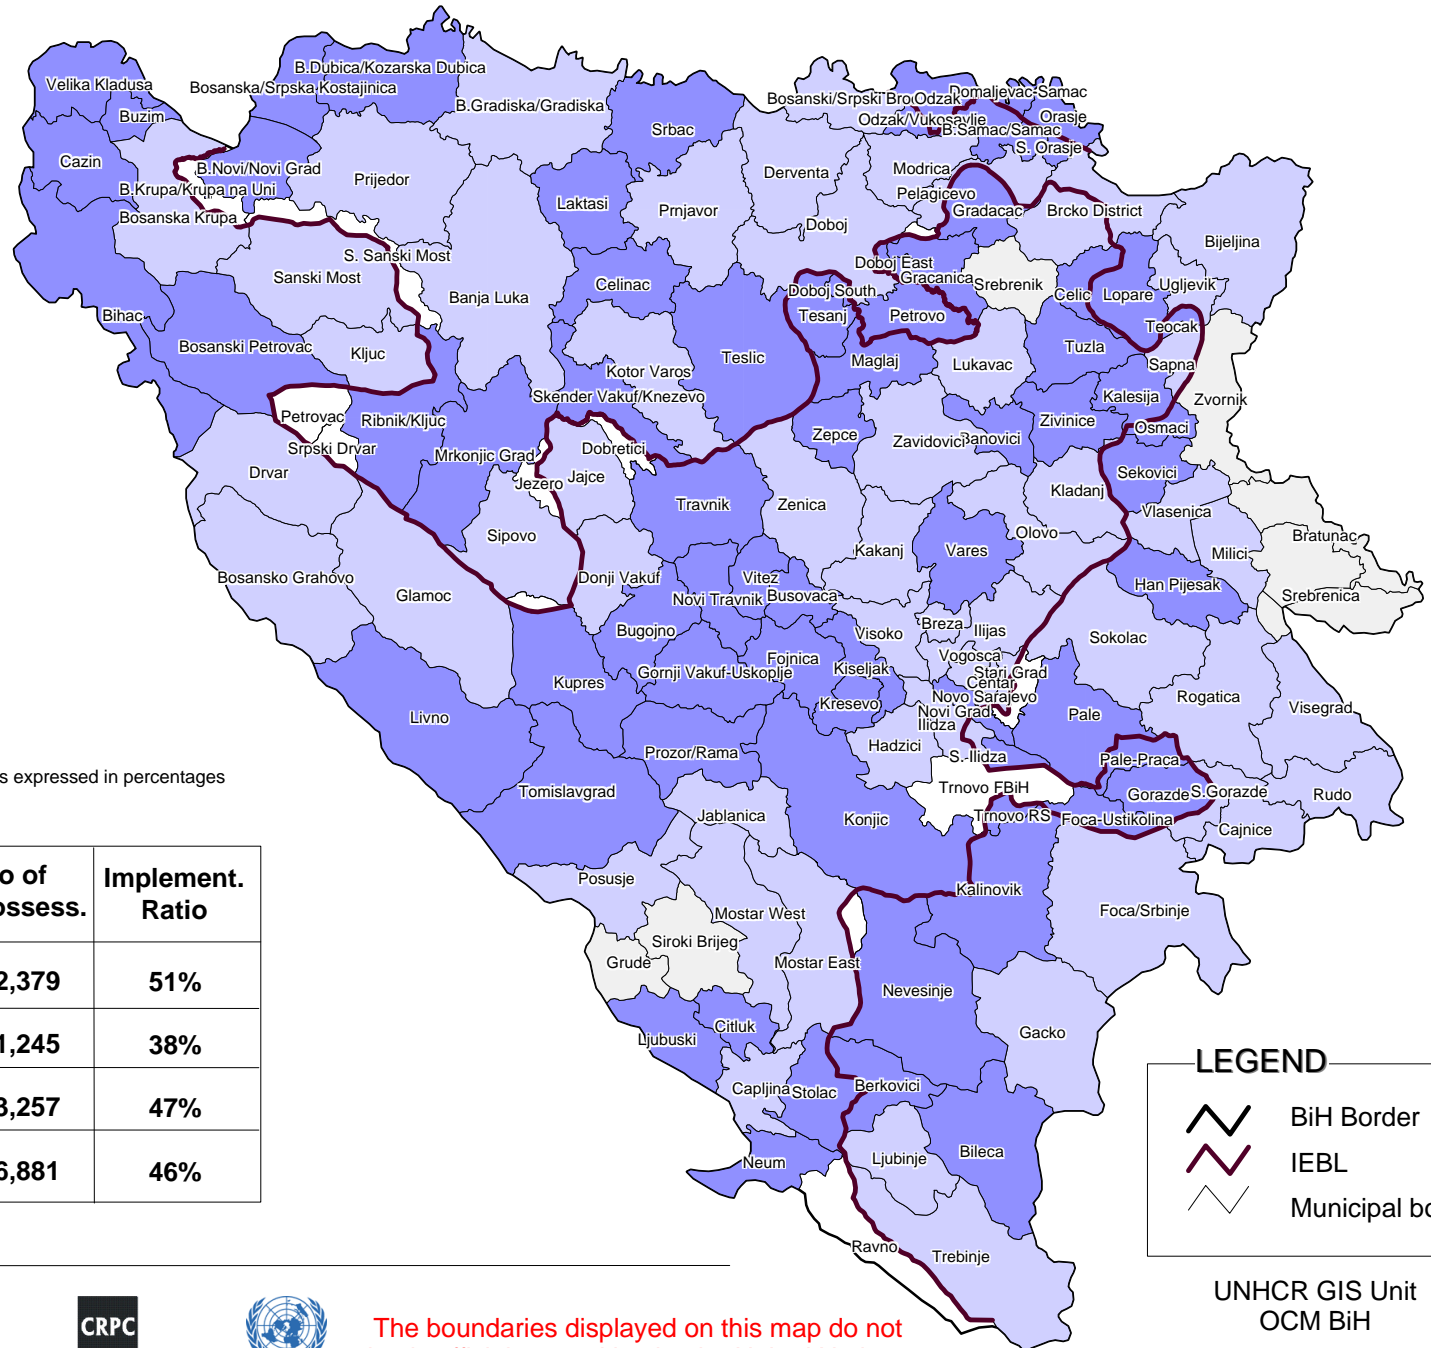 B.Dubica/Kozarska Dubica
Velika Kladusa
Bosanska/Srpska Kostajinica
Buzim
B.Gradiska/Gradiska
Bosanski/Srpski Brod
Odzak
Domaljevac-Samac
Odzak/Vukosavlje
Orasje
B.Samac/Samac
S. Orasje
Srbac
Cazin
B.Novi/Novi Grad
Prijedor
Derventa
Modrica
B.Krupa/Krupa na Uni
Pelagicevo
Laktasi
Prnjavor
Gradacac
Brcko District
Bosanska Krupa
Doboj
Bijeljina
S. Sanski Most
Doboj East
Sanski Most
Gracanica
Srebrenik
Celinac
Doboj South
Celic
Lopare
Ugljevik
Banja Luka
Bihac
Tesanj
Petrovo
Teocak
Bosanski Petrovac
Kljuc
Teslic
Maglaj
Lukavac
Tuzla
Sapna
Kotor Varos
Skender Vakuf/Knezevo
Kalesija
Zvornik
Petrovac
Ribnik/Kljuc
Zepce
Zavidovici
Banovici
Zivinice
Osmaci
Srpski Drvar
Mrkonjic Grad
Dobretici
Drvar
Jezero
Jajce
Sekovici
Kladanj
Travnik
Zenica
Vlasenica
Sipovo
Olovo
Bratunac
Kakanj
Vares
Milici
Bosansko Grahovo
Donji Vakuf
Vitez
Han Pijesak
Glamoc
Novi Travnik
Busovaca
Srebrenica
Bugojno
Visoko
Breza
Ilijas
Sokolac
Vogosca
Fojnica
Kiseljak
Gornji Vakuf-Uskoplje
Stari Grad
Kupres
Centar
Novo Sarajevo
Rogatica
Kresevo
Novi Grad
Visegrad
Livno
Ilidza
Pale
Hadzici
Prozor/Rama
S. Ilidza
Pale-Praca
Tomislavgrad
Trnovo FBiH
Gorazde
S.Gorazde
Rudo
Jablanica
Konjic
Trnovo RS
Foca-Ustikolina
Cajnice
Posusje
Kalinovik
Mostar West
Foca/Srbinje
Siroki Brijeg
Grude
Mostar East
Nevesinje
Citluk
Gacko
Ljubuski
Capljina
Stolac
Berkovici
Neum
Ljubinje
Bileca
Ravno
Trebinje
s expressed in percentages
o of
ossess.
Implement.
Ratio
2,379 51%
1,245 38%
3,257 47%
6,881 46%
LEGEND
BiH Border
IEBL
Municipal bo
UNHCR GIS Unit
OCM BiH
CRPC
The boundaries displayed on this map do not